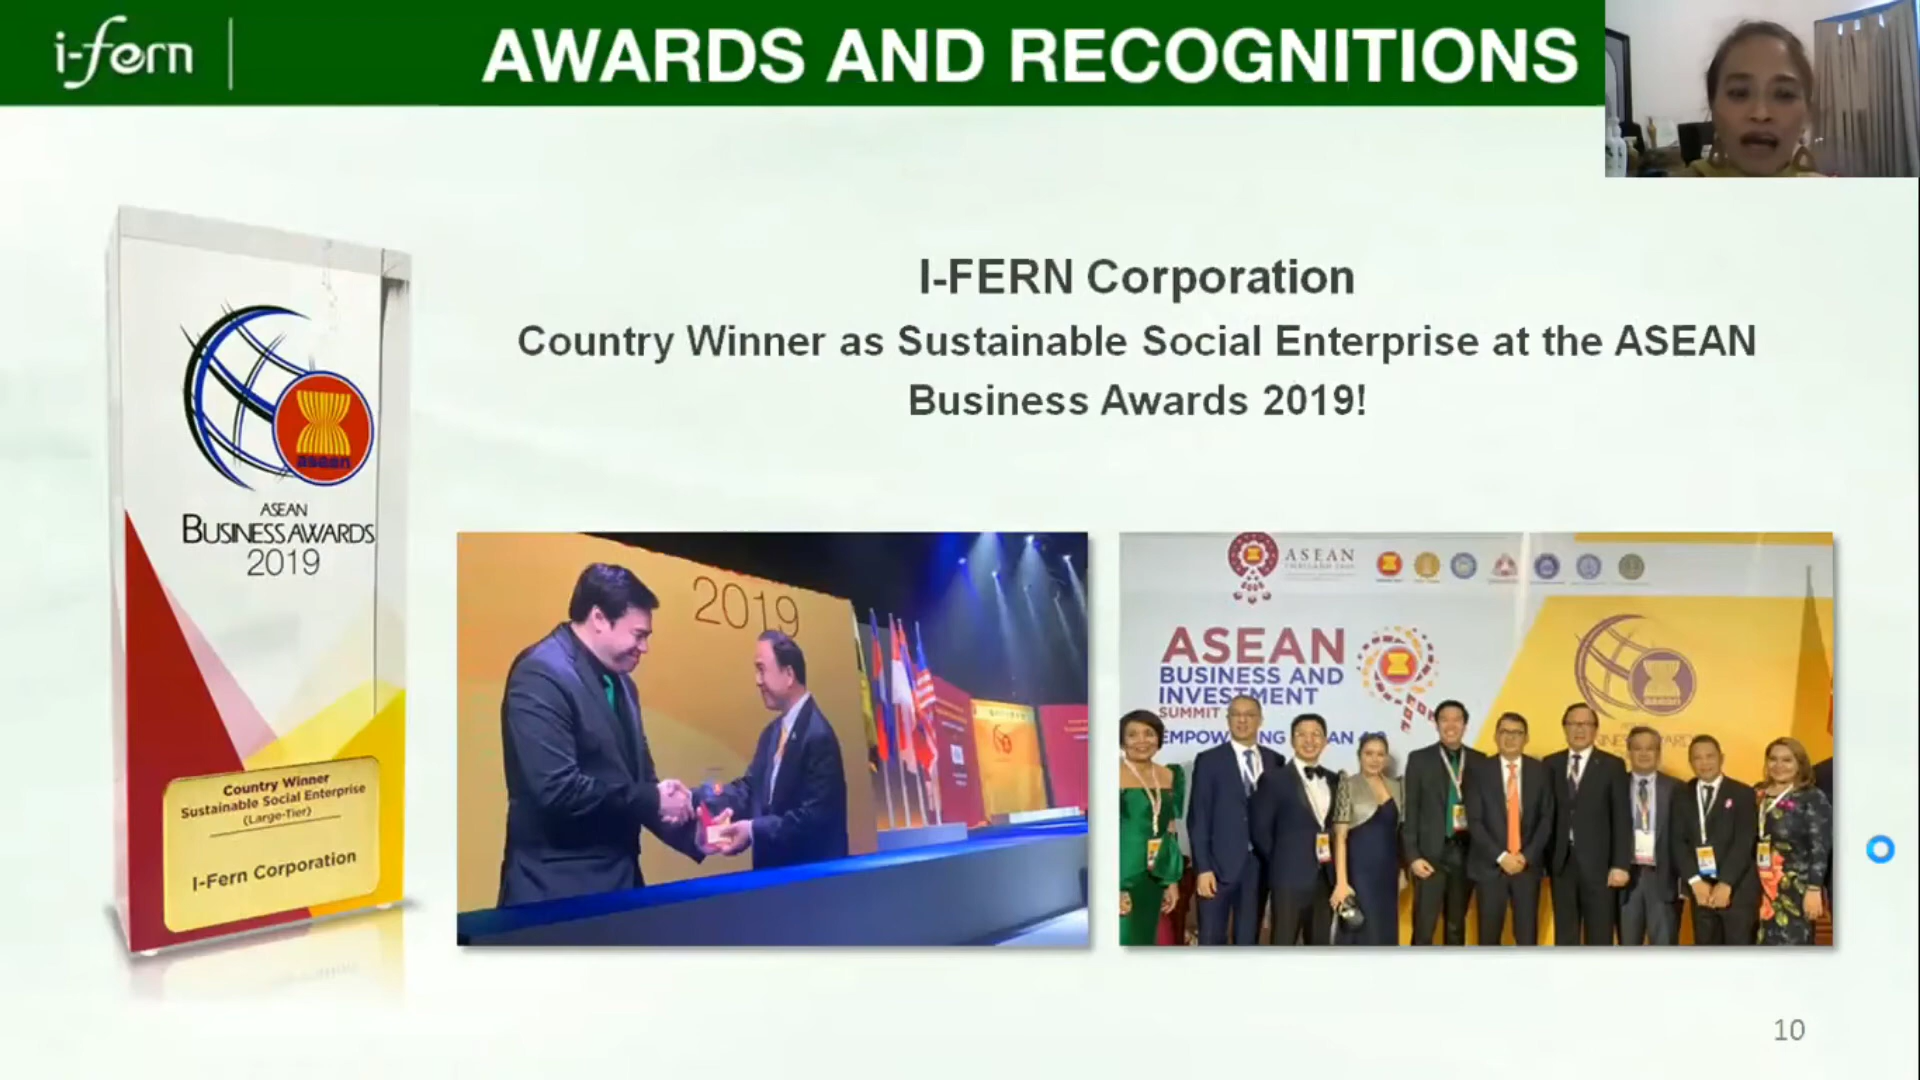 i-fern
AWARDS AND RECOGNITIONS
I-FERN Corporation
Country Winner as Sustainable Social Enterprise at the ASEAN
Business Awards 2019!
asean
ASEAN
BUSINESS AWARDS
2019
Country Winner
Sustainable Social Enterprise
(Large-Tier)
I-Fern Corporation
2019
ASEAN
ASEAN
BUSINESS AND
INVESTMENT
SUMMIT
10